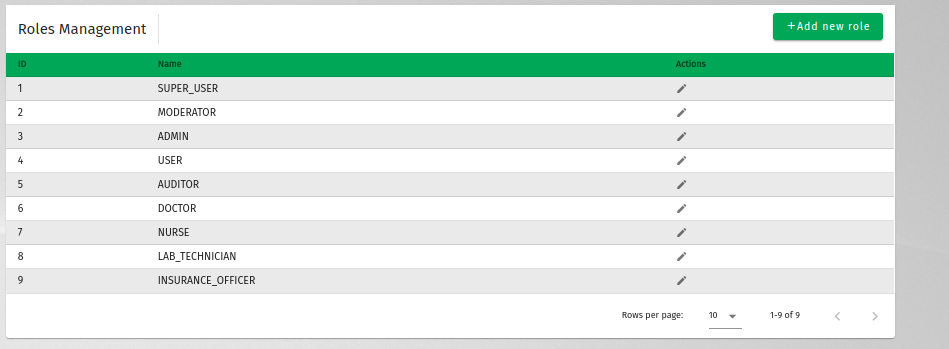 Roles Management
+Add new role
ID Name Actions
1 SUPER_USER
2 MODERATOR
3 ADMIN
4 USER
5 AUDITOR
6 DOCTOR
7 NURSE
8 LAB_TECHNICIAN
9 INSURANCE_OFFICER
Rows per page: 10 1-9 of 9